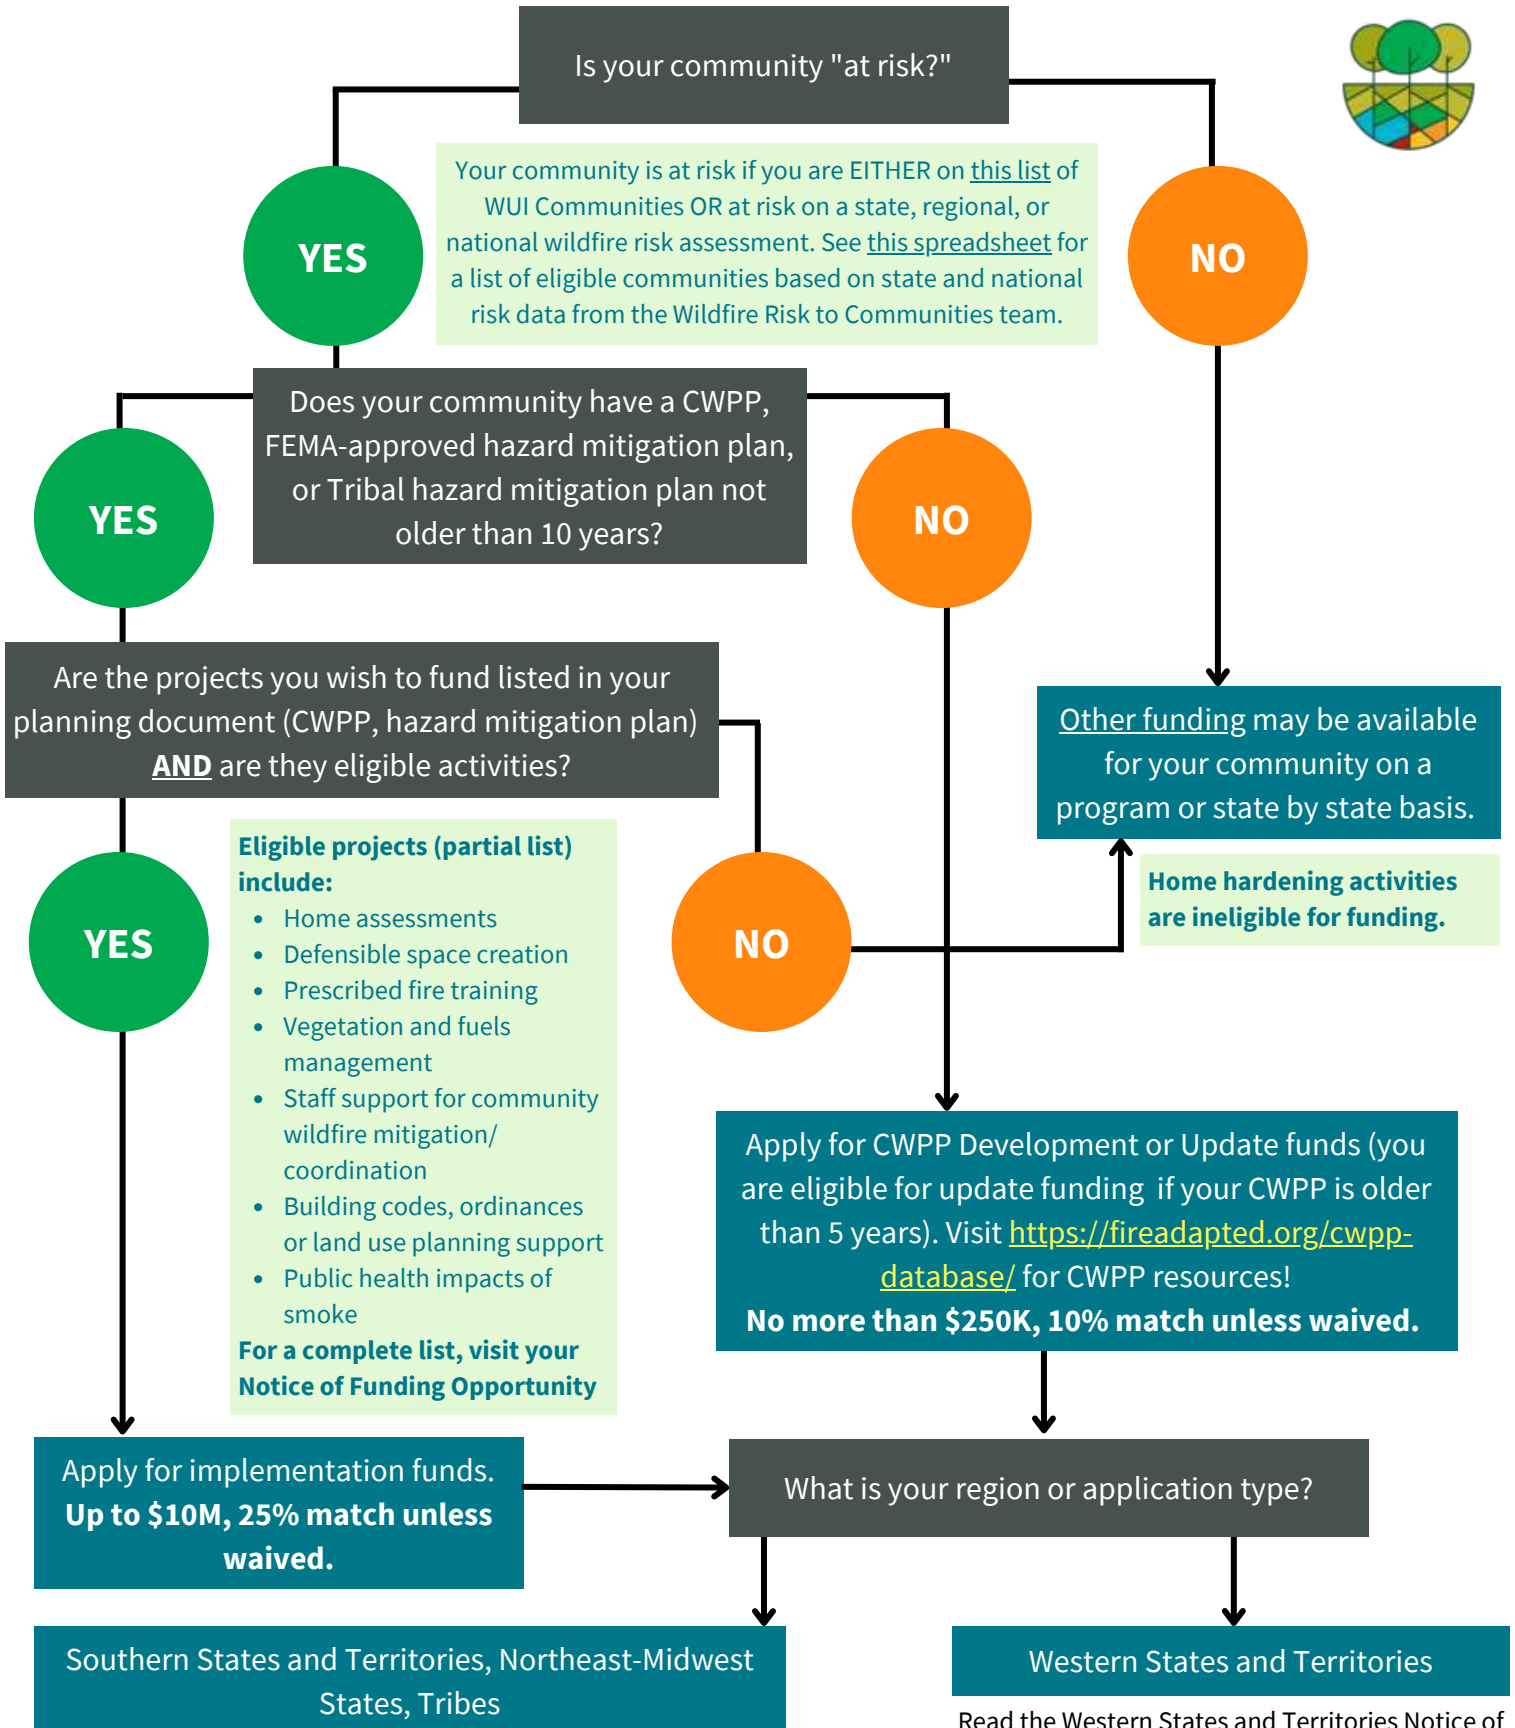 Is your community "at risk?"
YES
Your community is at risk if you are EITHER on this list of
WUI Communities OR at risk on a state, regional, or
national wildfire risk assessment. See this spreadsheet for
a list of eligible communities based on state and national
risk data from the Wildfire Risk to Communities team.
NO
Does your community have a CWPP,
FEMA-approved hazard mitigation plan,
or Tribal hazard mitigation plan not
older than 10 years?
YES
NO
Are the projects you wish to fund listed in your
planning document (CWPP, hazard mitigation plan)
AND are they eligible activities?
Other funding may be available
for your community on a
program or state by state basis.
Home hardening activities
are ineligible for funding.
YES
Eligible projects (partial list)
include:
• Home assessments
• Defensible space creation
• Prescribed fire training
• Vegetation and fuels
management
• Staff support for community
wildfire mitigation/
coordination
• Building codes, ordinances
or land use planning support
• Public health impacts of
smoke
For a complete list, visit your
Notice of Funding Opportunity
NO
Apply for CWPP Development or Update funds (you
are eligible for update funding if your CWPP is older
than 5 years). Visit https://fireadapted.org/cwpp-
database/ for CWPP resources!
No more than $250K, 10% match unless waived.
Apply for implementation funds.
Up to $10M, 25% match unless
waived.
What is your region or application type?
Southern States and Territories, Northeast-Midwest
States, Tribes
Western States and Territories
Read the Western States and Territories Notice of